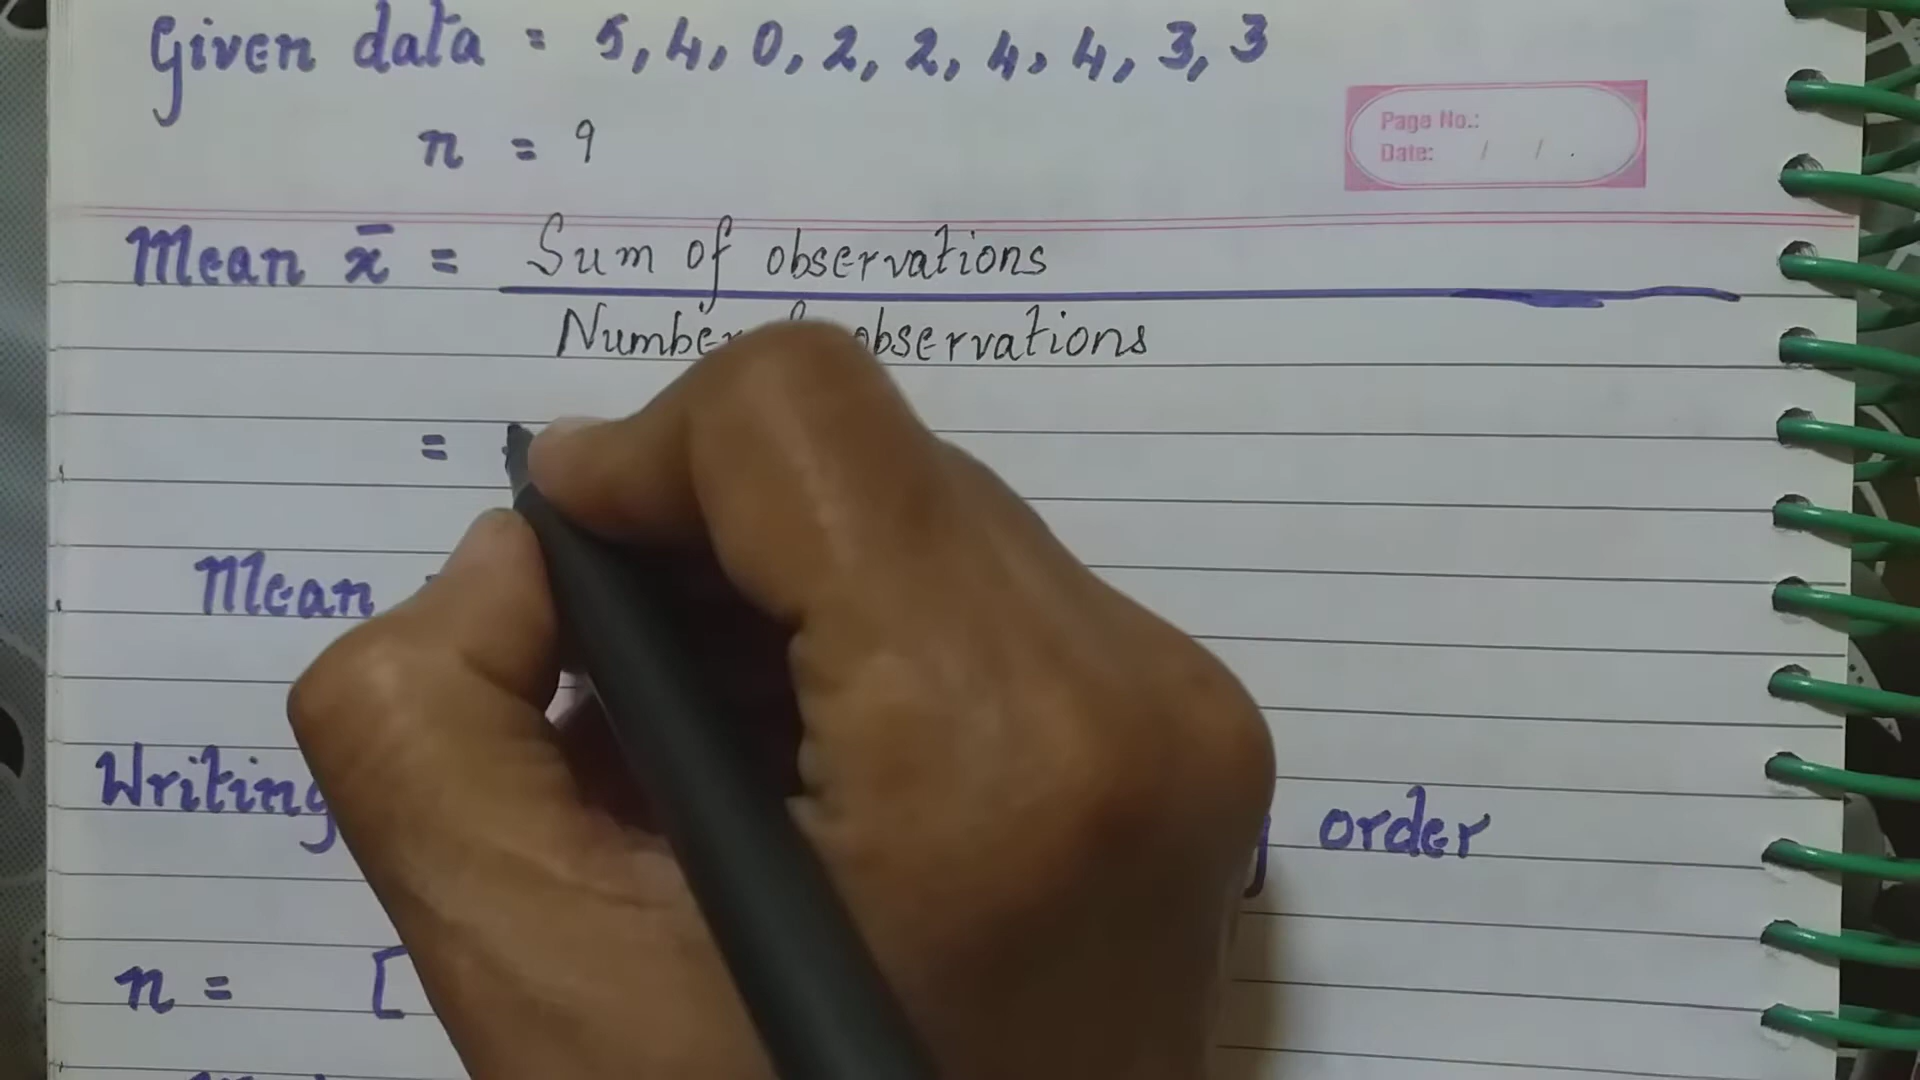 Given data = 5, 4, 0, 2, 2, 4, 4, 3, 3
n = 9
Page No.:
Date: / /
Mean x̄ = Sum of observations
Number observations
=
Mean
Writing order
n = [